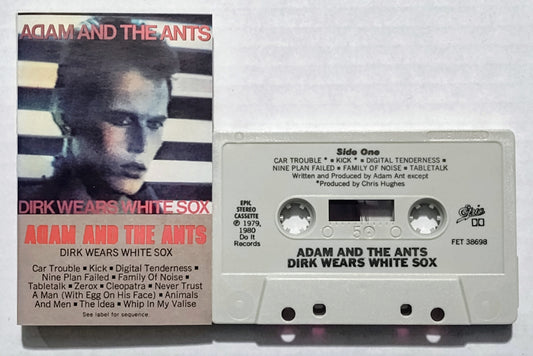 ADAM AND THE ANTS
DIRK WEARS WHITE SOX
ADAM AND THE ANTS
DIRK WEARS WHITE SOX
Car Trouble ▪ Kick ▪ Digital Tenderness ▪
Nine Plan Failed ▪ Family Of Noise ▪
Tabletalk ▪ Zerox ▪ Cleopatra ▪ Never Trust
A Man (With Egg On His Face) ▪ Animals
And Men ▪ The Idea ▪ Whip In My Valise
See label for sequence.
Side One
CAR TROUBLE * ▪ KICK * ▪ DIGITAL TENDERNESS ▪
NINE PLAN FAILED ▪ FAMILY OF NOISE ▪ TABLETALK
Written and Produced by Adam Ant except
*Produced by Chris Hughes
EPIC
STEREO
CASSETTE
℗ 1979,
1980
Do It
Records
50
Epic
FET 38698
ADAM AND THE ANTS
DIRK WEARS WHITE SOX